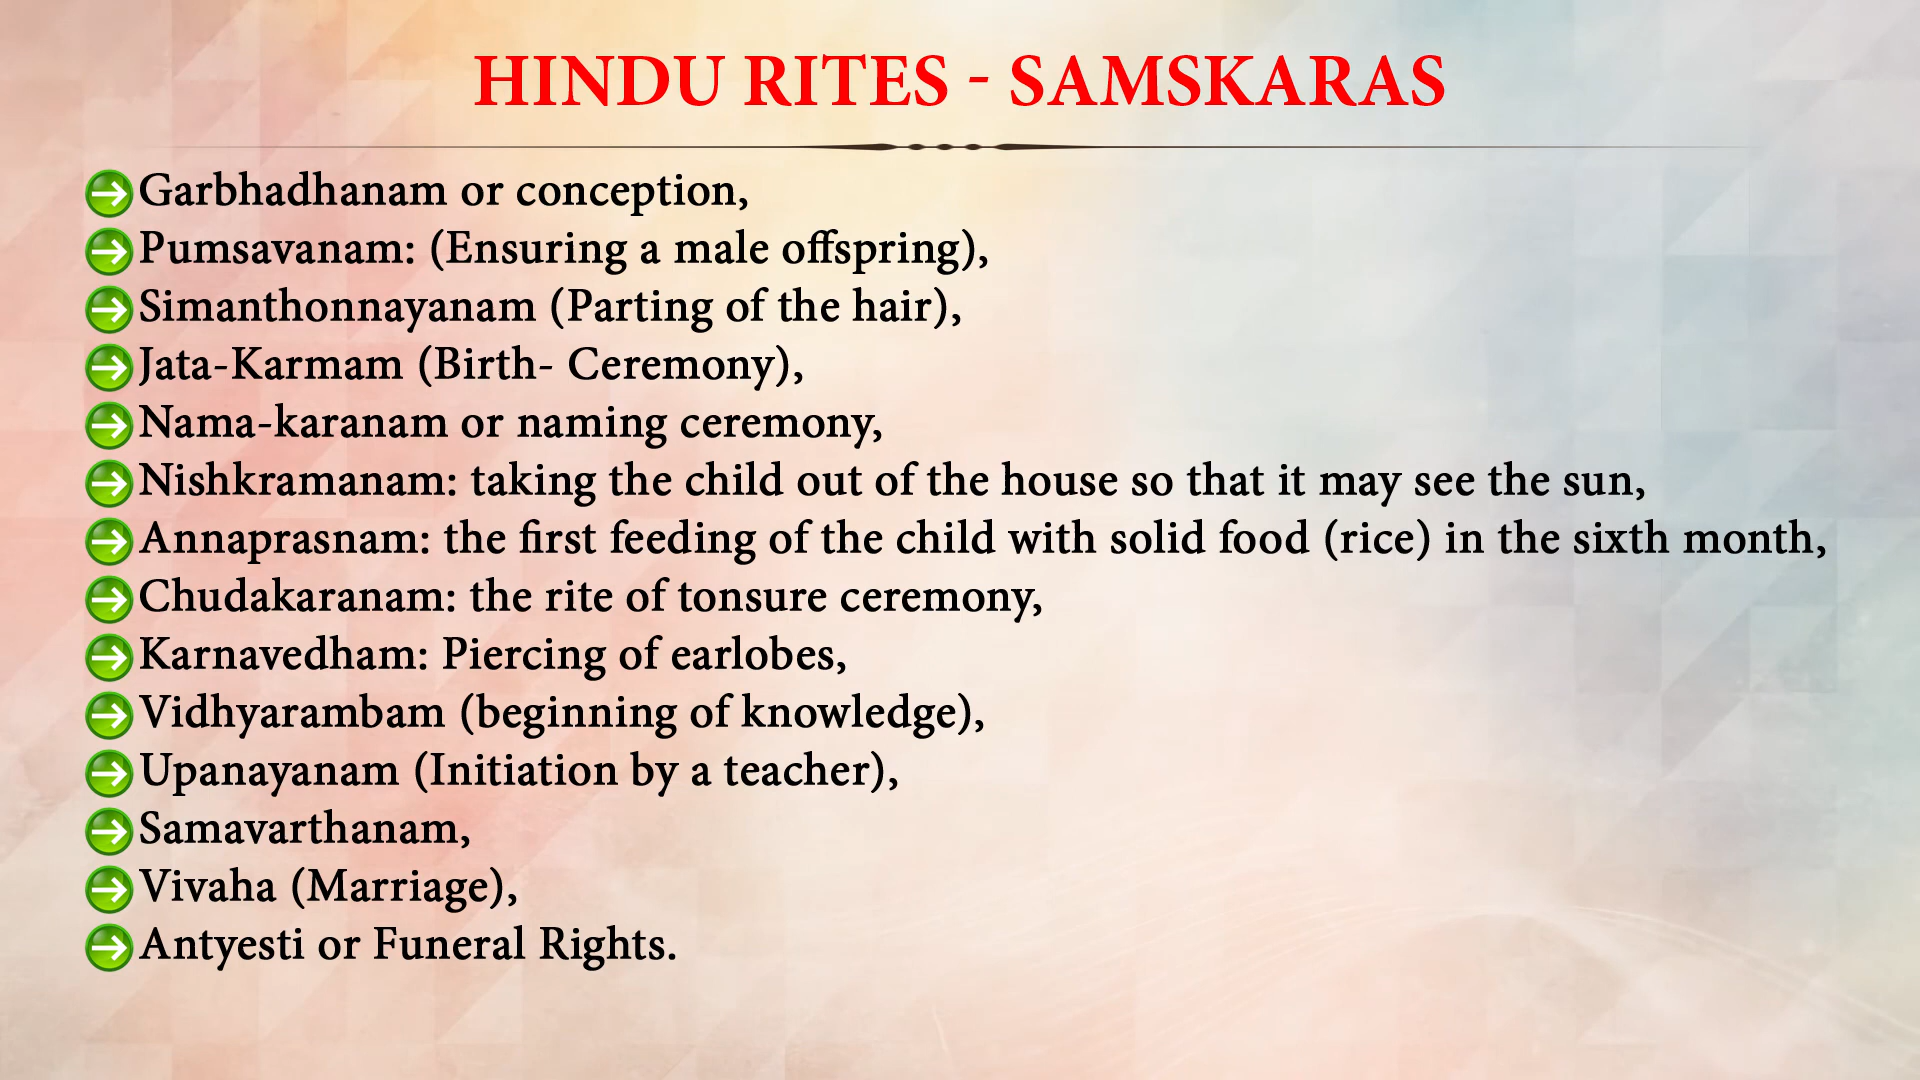 HINDU RITES - SAMSKARAS
Garbhadhanam or conception,
Pumsavanam: (Ensuring a male offspring),
Simanthonnayanam (Parting of the hair),
Jata-Karmam (Birth- Ceremony),
Nama-karanam or naming ceremony,
Nishkramanam: taking the child out of the house so that it may see the sun,
Annaprasnam: the first feeding of the child with solid food (rice) in the sixth month,
Chudakaranam: the rite of tonsure ceremony,
Karnavedham: Piercing of earlobes,
Vidhyarambam (beginning of knowledge),
Upanayanam (Initiation by a teacher),
Samavarthanam,
Vivaha (Marriage),
Antyesti or Funeral Rights.